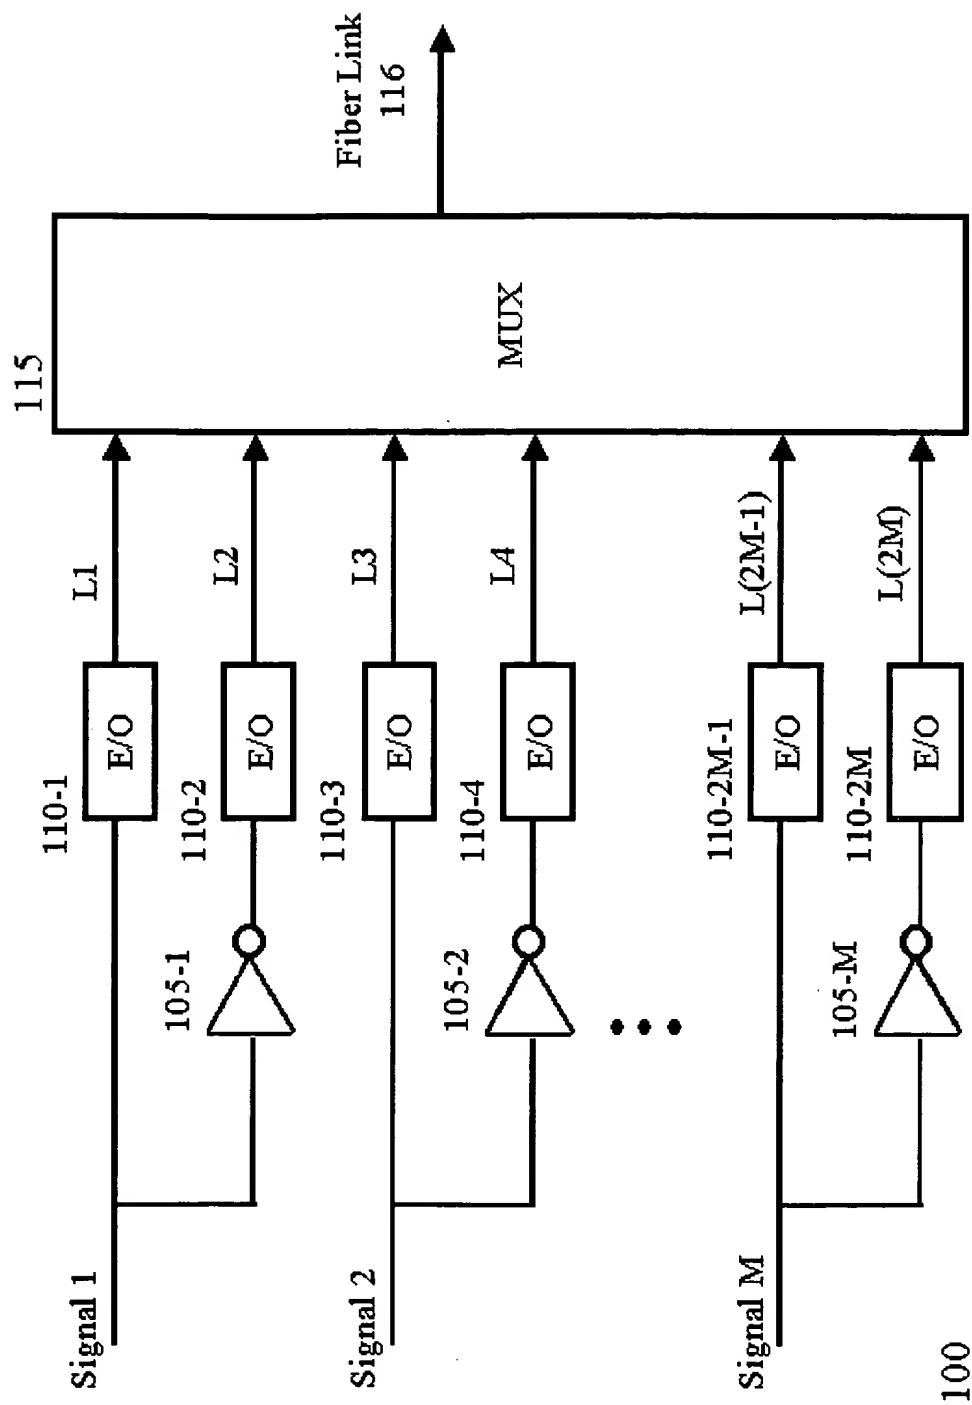 115
Fiber Link
116
MUX
L1
L2
L3
L4
L(2M-1)
L(2M)
110-1
E/O
110-2
E/O
110-3
E/O
110-4
E/O
110-2M-1
E/O
110-2M
E/O
105-1
105-2
105-M
Signal 1
Signal 2
Signal M
100